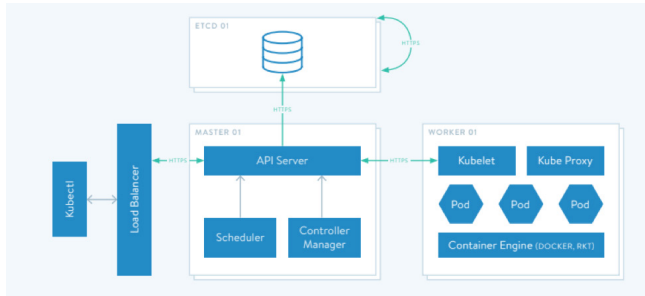 ETCD 01
HTTPS
HTTPS
MASTER 01
WORKER 01
Kubectl
Load Balancer
HTTPS
API Server
HTTPS
Kubelet
Kube Proxy
Pod
Pod
Pod
Scheduler
Controller
Manager
Container Engine (DOCKER, RKT)